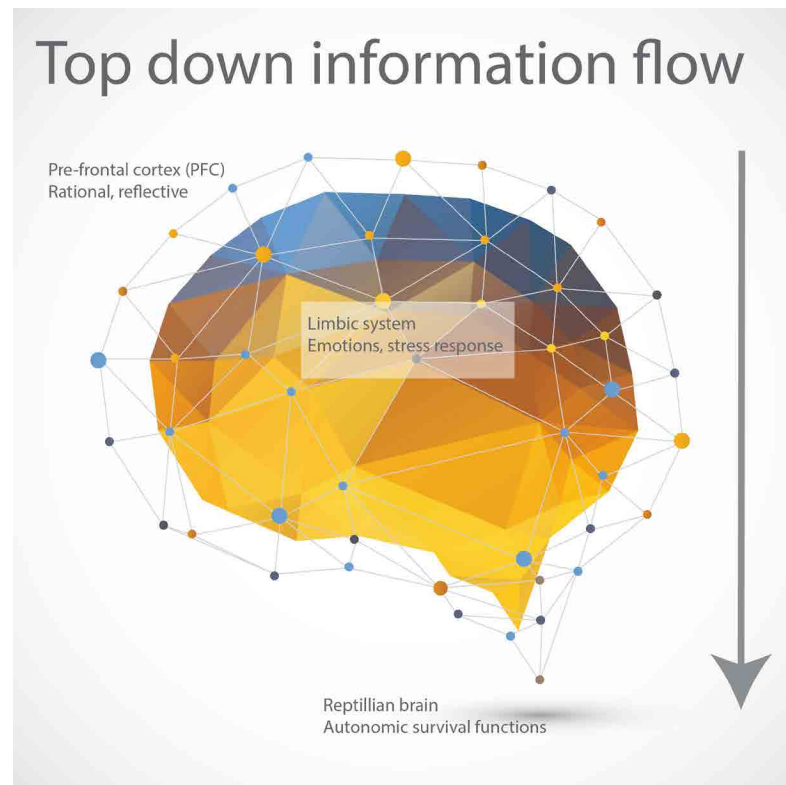 Top down information flow
Pre-frontal cortex (PFC)
Rational, reflective
Limbic system
Emotions, stress response
Reptillian brain
Autonomic survival functions